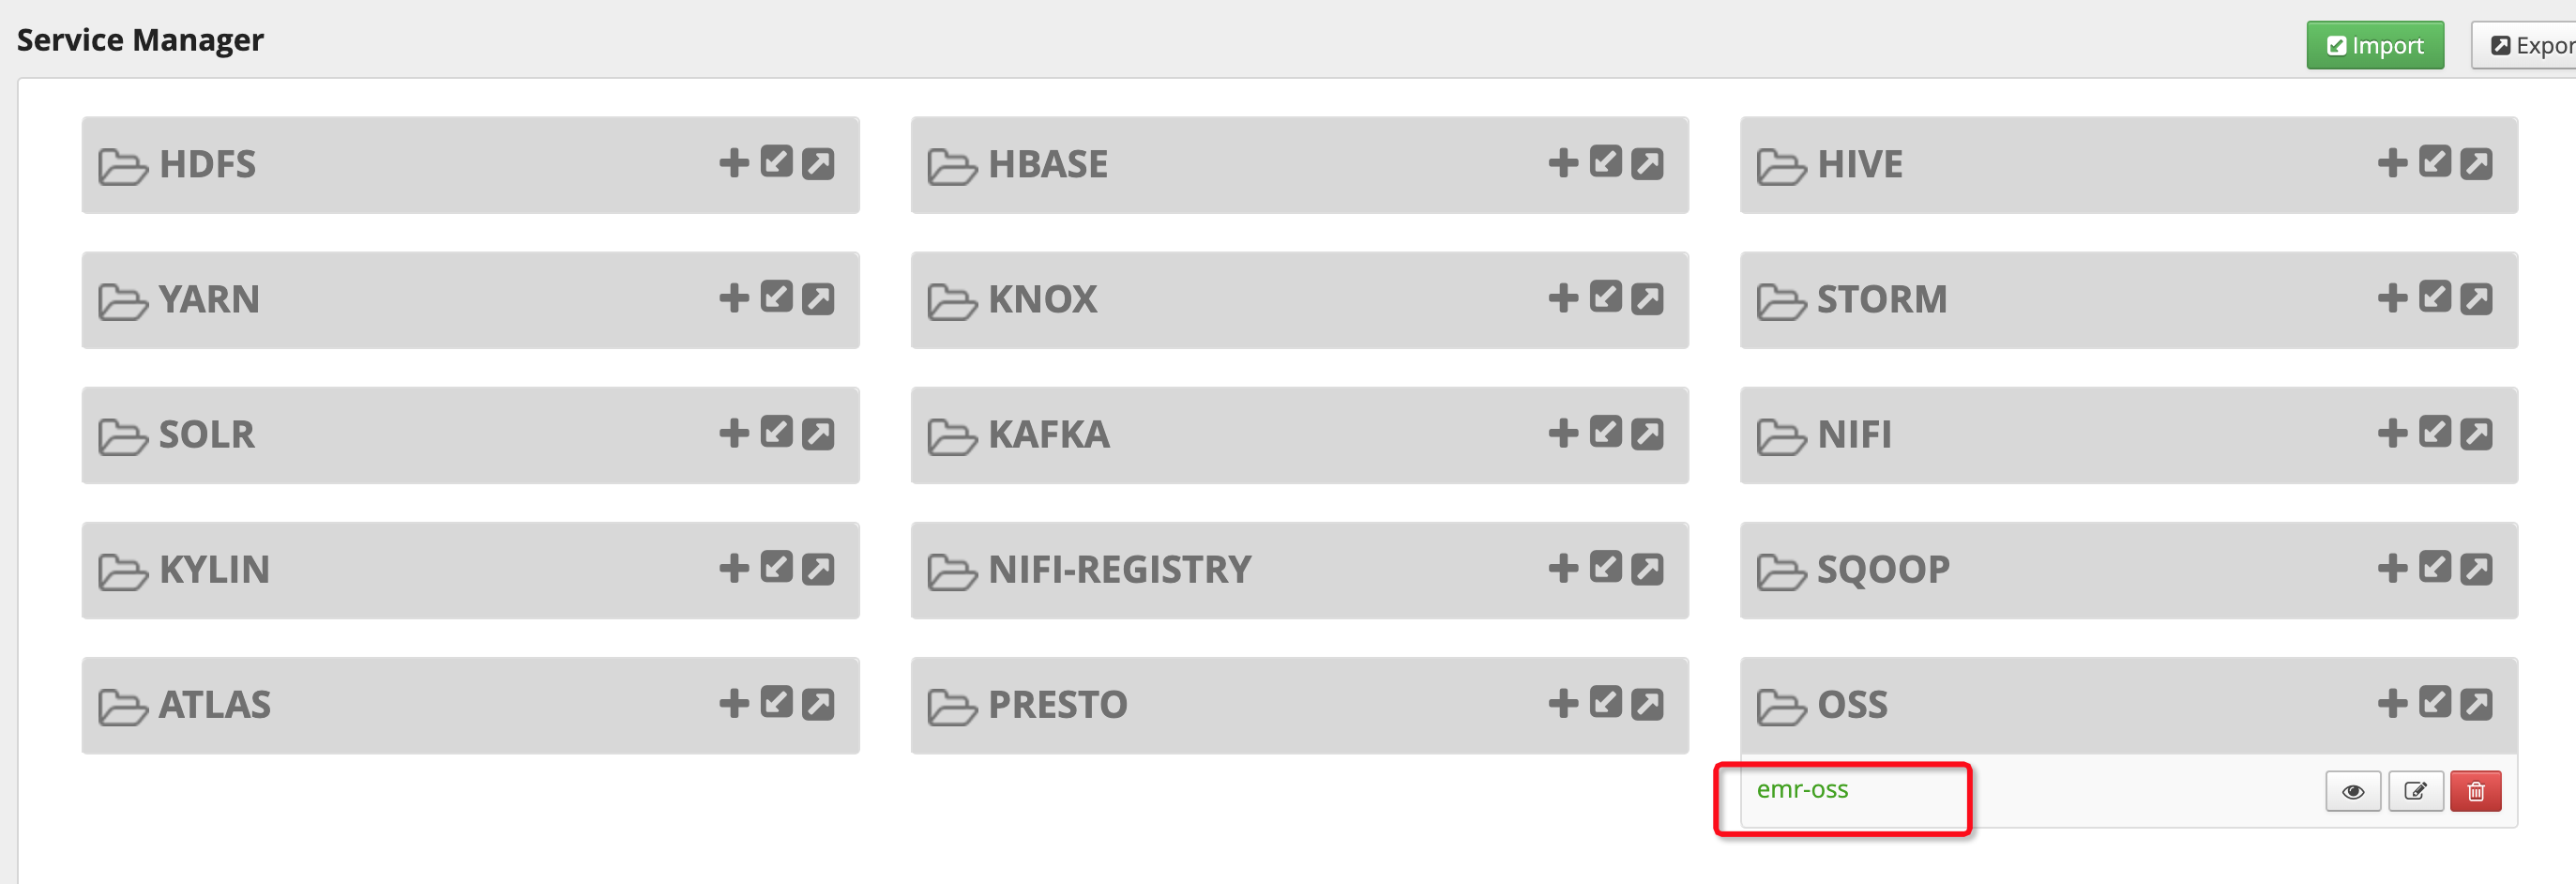 Service Manager
Import
Expor
HDFS
HBASE
HIVE
YARN
KNOX
STORM
SOLR
KAFKA
NIFI
KYLIN
NIFI-REGISTRY
SQOOP
ATLAS
PRESTO
OSS
emr-oss